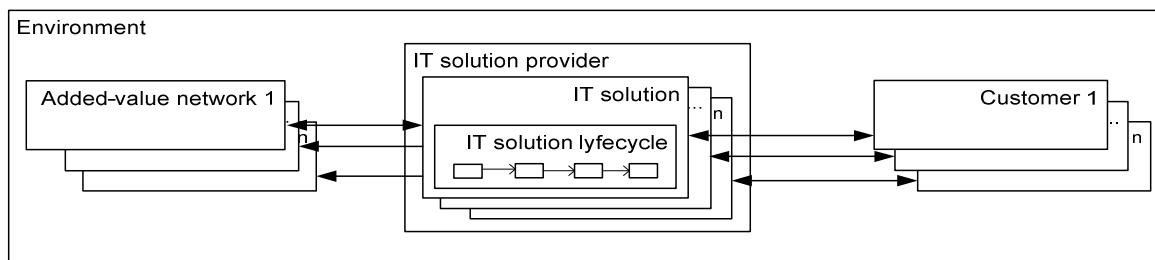 Environment
IT solution provider
Added-value network 1
..
n
IT solution
...
n
IT solution lyfecycle
Customer 1
..
n